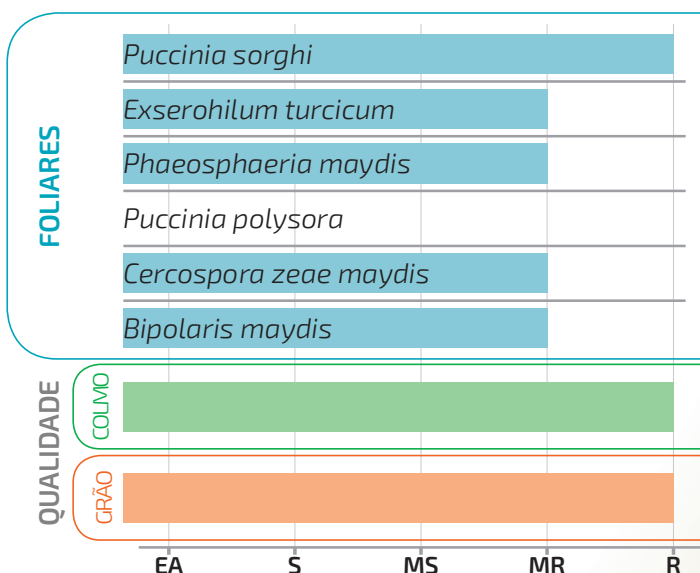 FOLIARES
Puccinia sorghi
Exserohilum turcicum
Phaeosphaeria maydis
Puccinia polysora
Cercospora zeae maydis
Bipolaris maydis
QUALIDADE
COLMO
GRÃO
EA S MS MR R